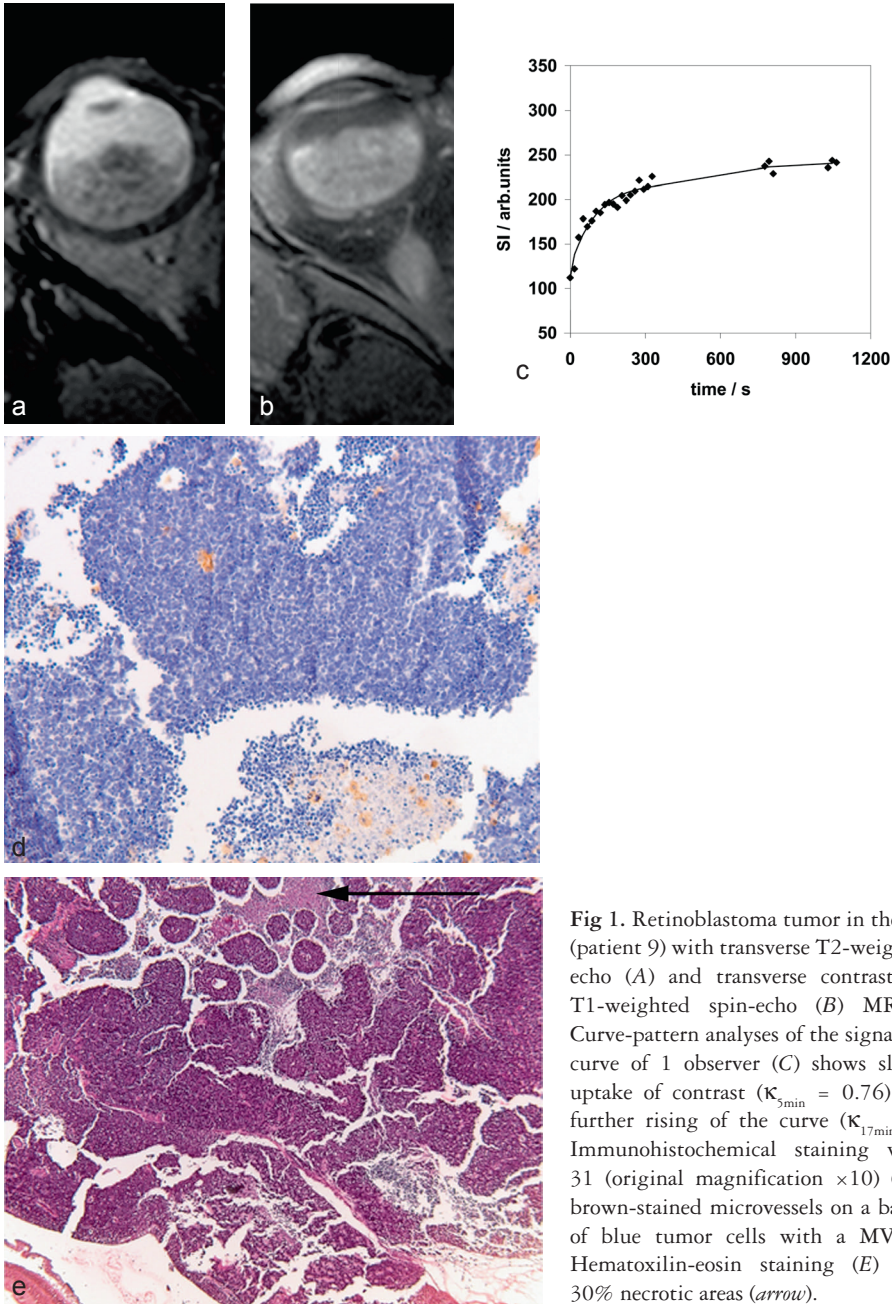 a
b
350
300
250
200
150
100
50
SI / arb.units
0 300 600 900 1200
time / s
c
d
e
Fig 1. Retinoblastoma tumor in the
(patient 9) with transverse T2-weig
echo (A) and transverse contrast
T1-weighted spin-echo (B) MR
Curve-pattern analyses of the signa
curve of 1 observer (C) shows sl
uptake of contrast (κ5min = 0.76)
further rising of the curve (κ17min
Immunohistochemical staining w
31 (original magnification ×10) (
brown-stained microvessels on a ba
of blue tumor cells with a MV
Hematoxilin-eosin staining (E)
30% necrotic areas (arrow).